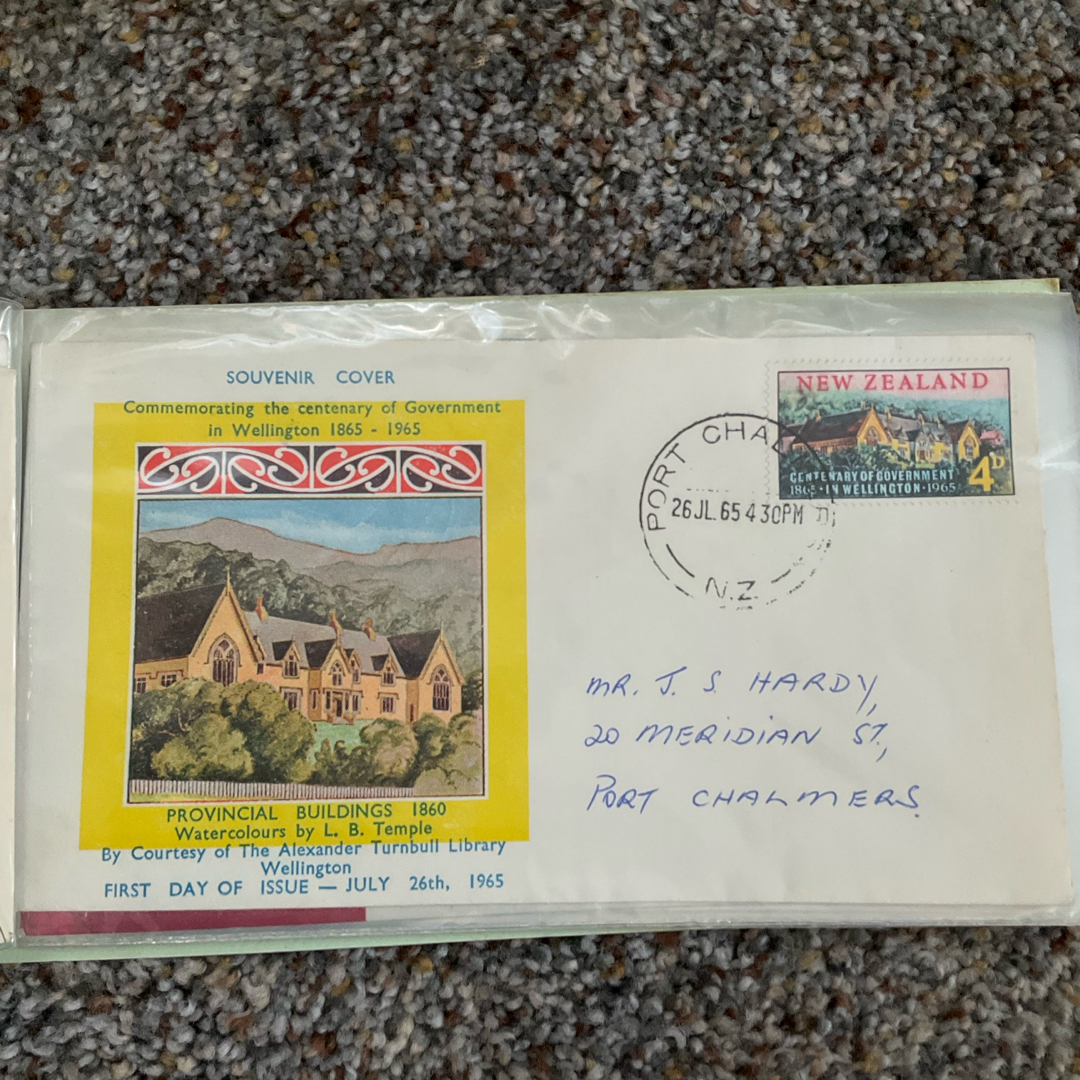 SOUVENIR COVER
Commemorating the centenary of Government
in Wellington 1865 - 1965
PROVINCIAL BUILDINGS 1860
Watercolours by L. B. Temple
By Courtesy of The Alexander Turnbull Library
Wellington
FIRST DAY OF ISSUE — JULY 26th, 1965
NEW ZEALAND
CENTENARY OF GOVERNMENT
1865 · IN WELLINGTON · 1965
4D
PORT CHAL
26 JL 65 4 30PM
N.Z.
MR. J. S. HARDY,
20 MERIDIAN ST.,
PORT CHALMERS.